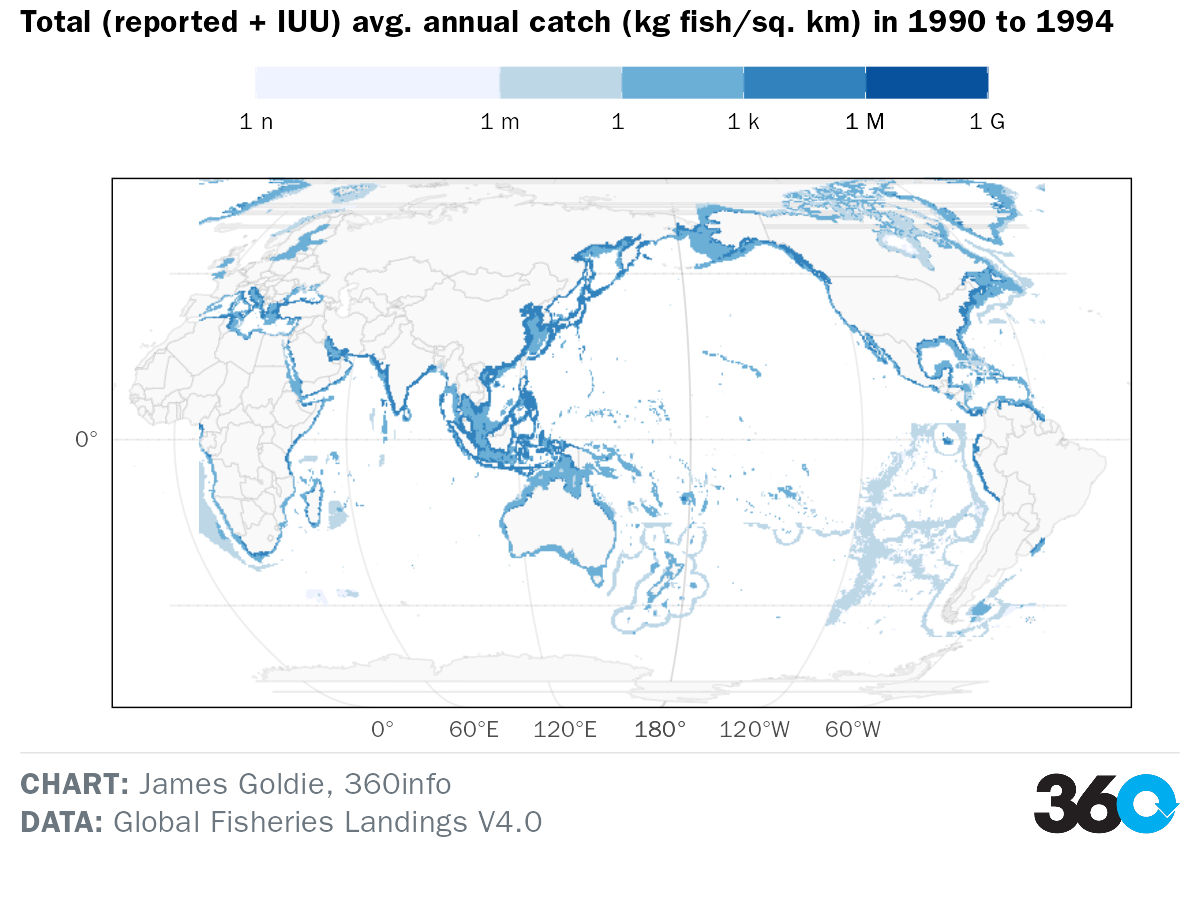 Total (reported + IUU) avg. annual catch (kg fish/sq. km) in 1990 to 1994
1 n 1 m 1 1 k 1 M 1 G
0°
0° 60°E 120°E 180° 120°W 60°W
CHART: James Goldie, 360info
DATA: Global Fisheries Landings V4.0
360